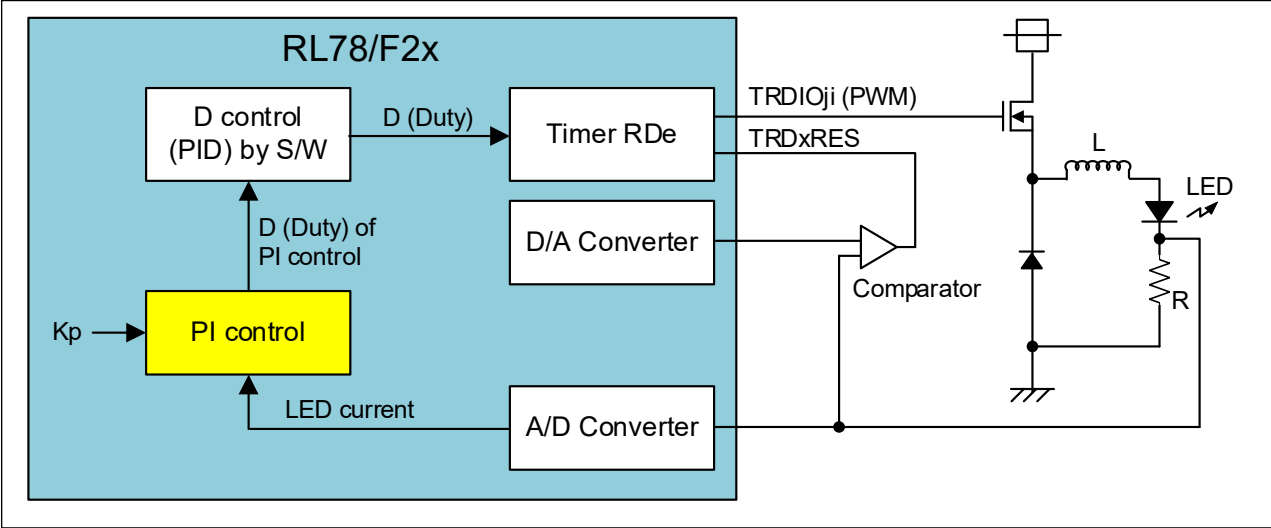 RL78/F2x
D control
(PID) by S/W
D (Duty)
Timer RDe
TRDIOji (PWM)
TRDxRES
L
LED
D/A Converter
D (Duty) of
PI control
Comparator
R
Kp
PI control
LED current
A/D Converter